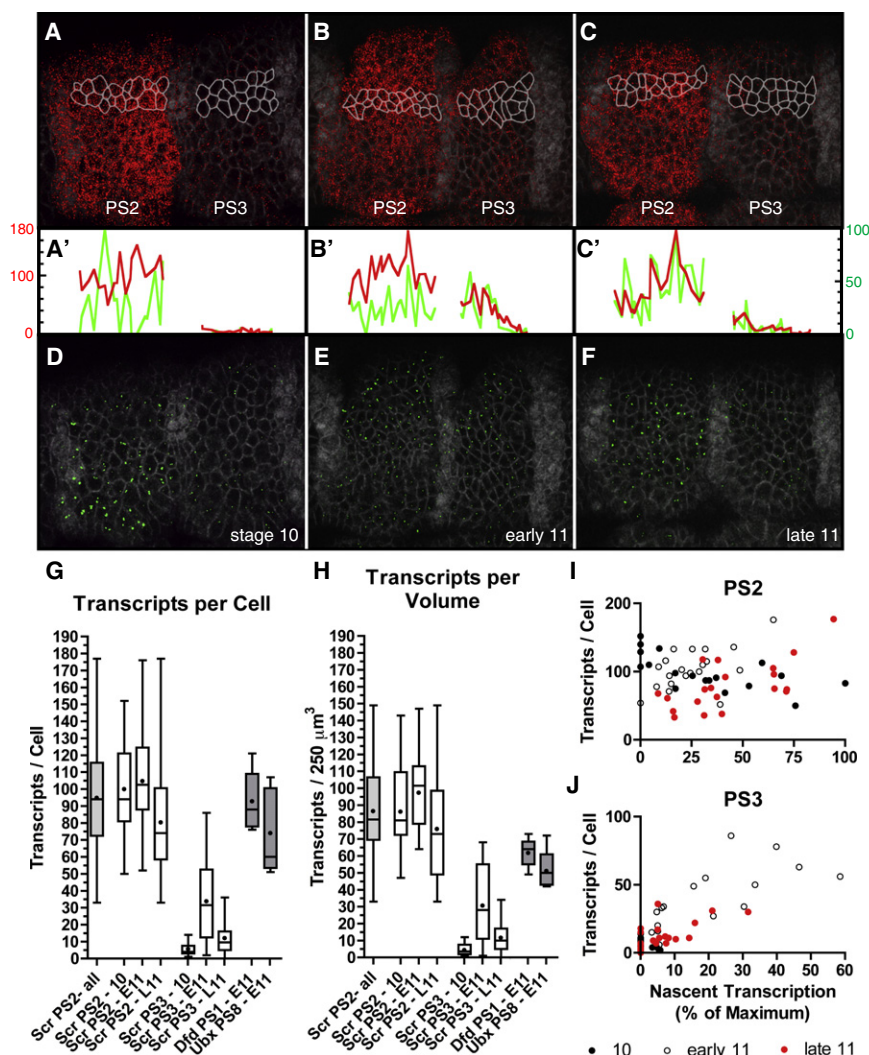 A
B
C
PS2
PS3
PS2
PS3
PS2
PS3
180
100
0
A'
B'
C'
100
50
0
D
E
F
stage 10
early 11
late 11
G
Transcripts per Cell
Transcripts / Cell
190
180
170
160
150
140
130
120
110
100
90
80
70
60
50
40
30
20
10
0
Scr PS2- all
Scr PS2 - 10
Scr PS2 - E11
Scr PS2 - L11
Scr PS3 - 10
Scr PS3 - E11
Scr PS3 - L11
Dfd PS1 - E11
Ubx PS8 - E11
H
Transcripts per
Volume
Transcripts / 250 µm³
190
180
170
160
150
140
130
120
110
100
90
80
70
60
50
40
30
20
10
0
Scr PS2- all
Scr PS2 - 10
Scr PS2 - E11
Scr PS2 - L11
Scr PS3 - 10
Scr PS3 - E11
Scr PS3 - L11
Dfd PS1 - E11
Ubx PS8 - E11
I
PS2
Transcripts / Cell
200
100
0
0 25 50 75 100
J
PS3
Transcripts / Cell
100
50
0
0 10 20 30 40 50 60
Nascent Transcription
(% of Maximum)
10 early 11 late 11